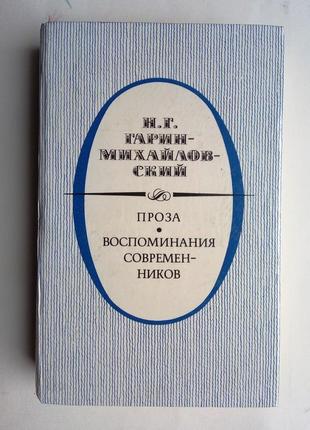 Н.Г.
ГАРИН-
МИХАЙЛОВ-
СКИЙ
ПРОЗА
•
ВОСПОМИНАНИЯ
СОВРЕМЕН-
НИКОВ